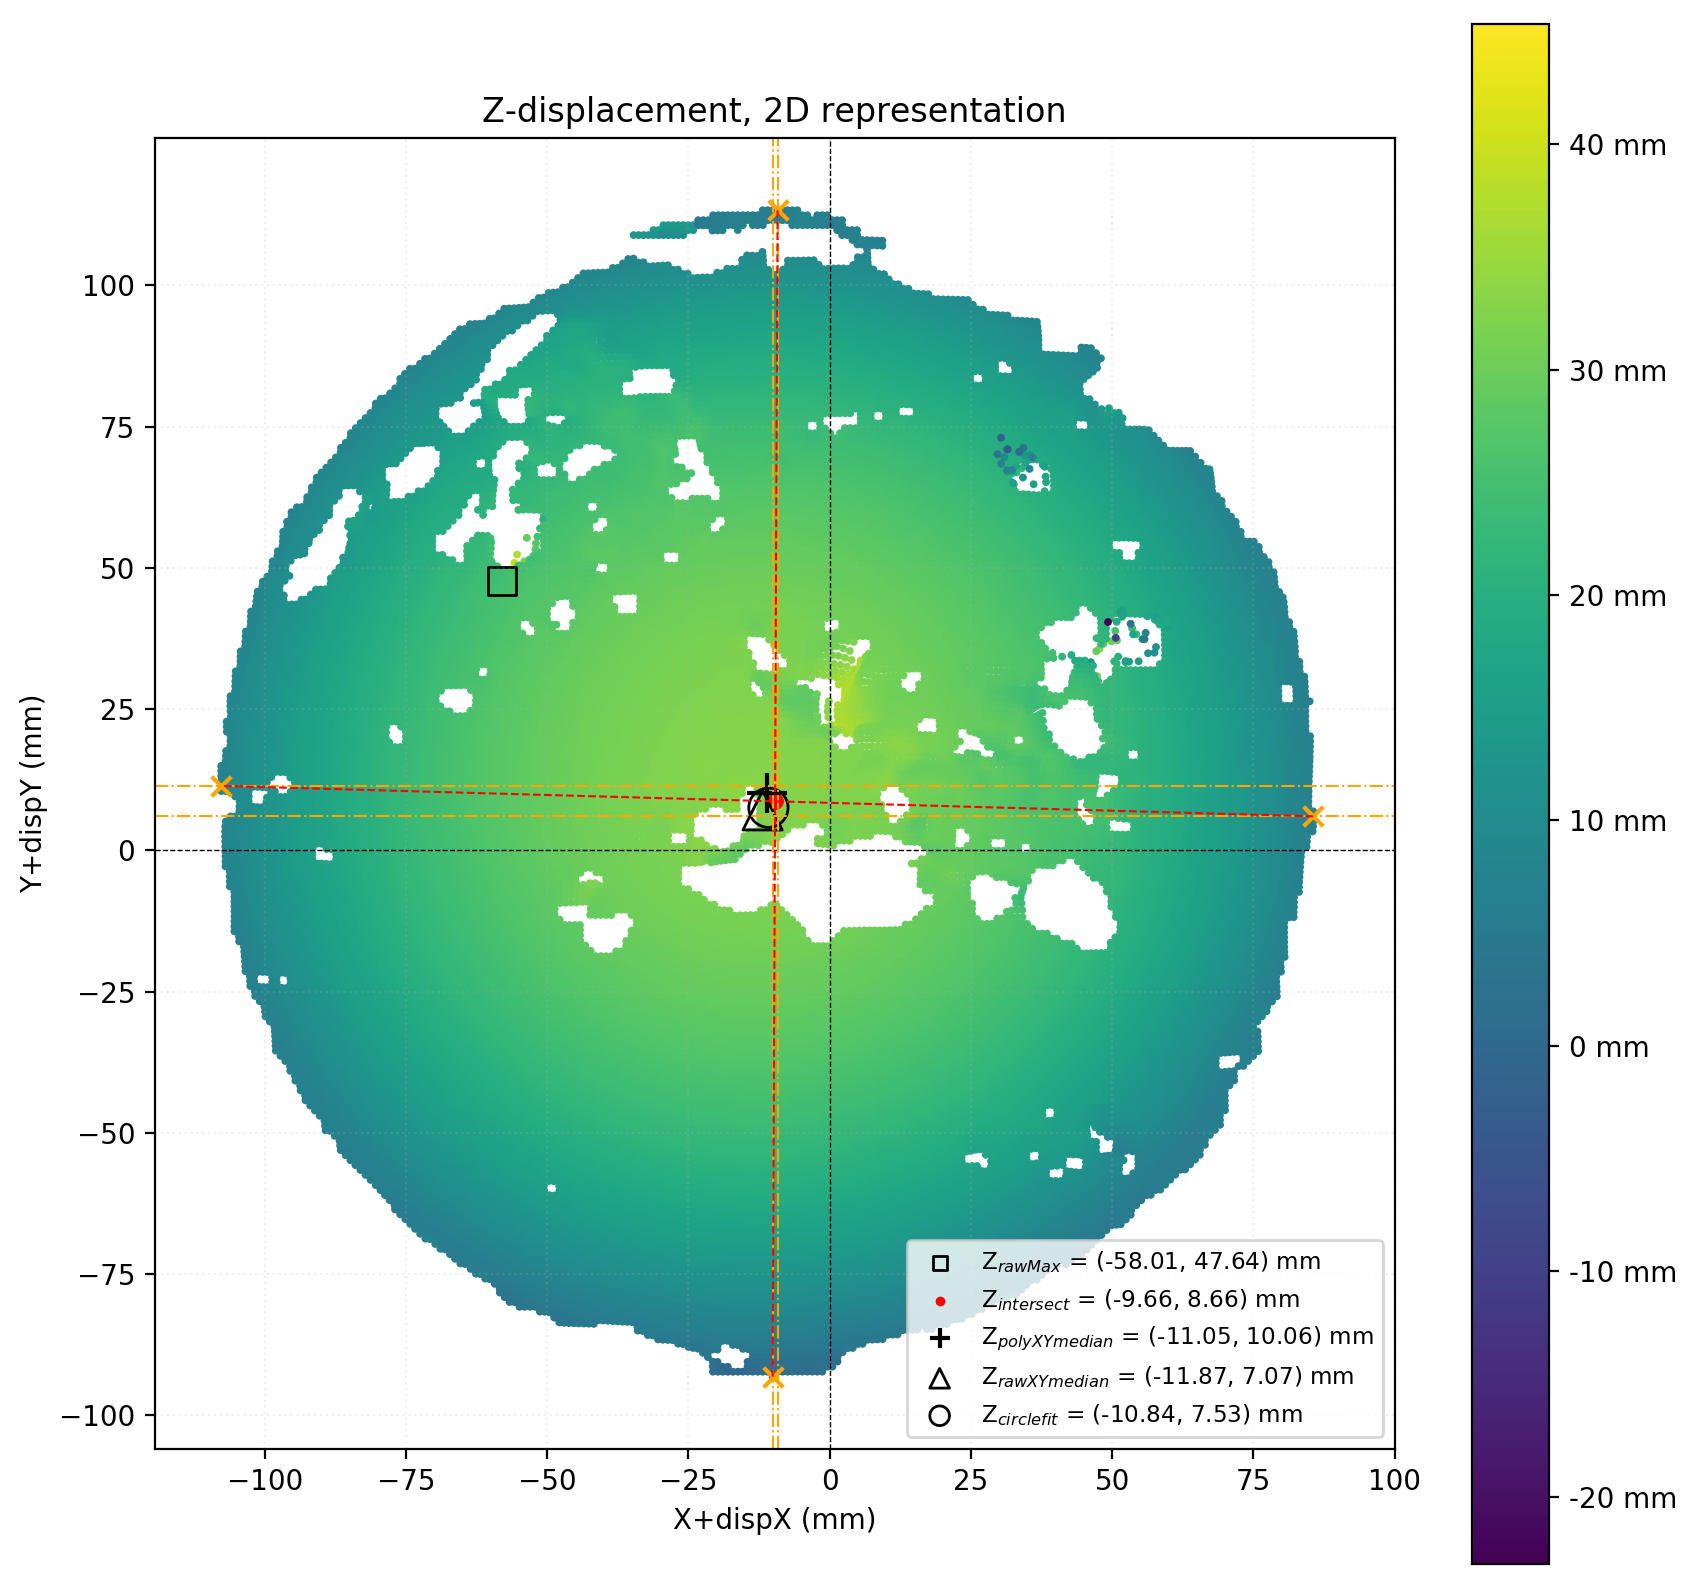 Z-displacement, 2D representation
40 mm
30 mm
20 mm
10 mm
0 mm
-10 mm
-20 mm
Y+dispY (mm)
100
75
50
25
0
−25
−50
−75
−100
−100
−75
−50
−25
0
25
50
75
100
X+dispX (mm)
Z_rawMax = (-58.01, 47.64) mm
Z_intersect = (-9.66, 8.66) mm
Z_polyXYmedian = (-11.05, 10.06) mm
Z_rawXYmedian = (-11.87, 7.07) mm
Z_circlefit = (-10.84, 7.53) mm